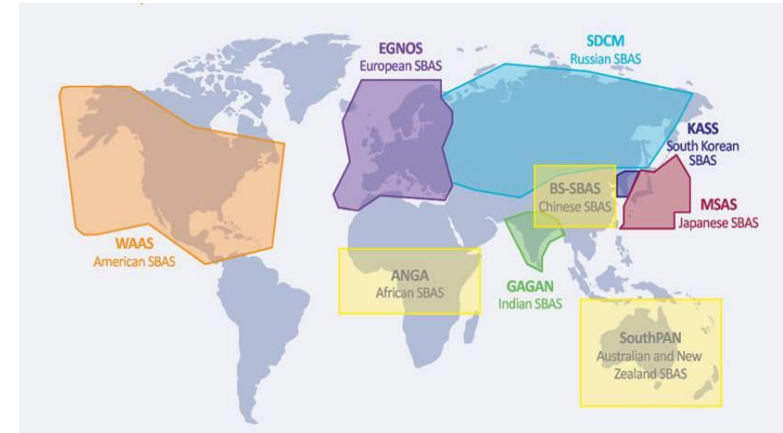 EGNOS
European SBAS
SDCM
Russian SBAS
KASS
South Korean
SBAS
BS-SBAS
Chinese SBAS
MSAS
Japanese SBAS
WAAS
American SBAS
ANGA
African SBAS
GAGAN
Indian SBAS
SouthPAN
Australian and New
Zealand SBAS